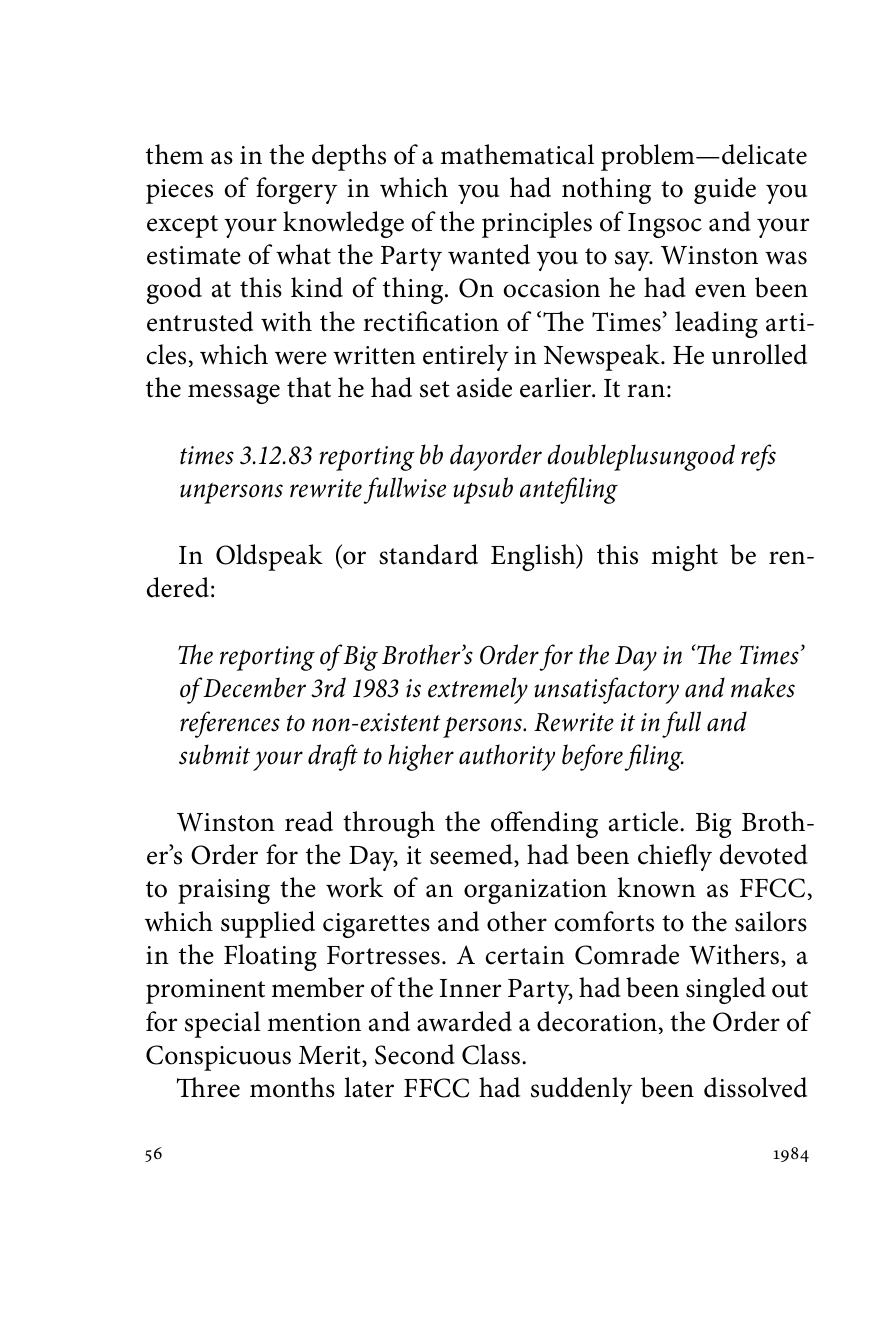 them as in the depths of a mathematical problem—delicate
pieces of forgery in which you had nothing to guide you
except your knowledge of the principles of Ingsoc and your
estimate of what the Party wanted you to say. Winston was
good at this kind of thing. On occasion he had even been
entrusted with the rectification of ‘The Times’ leading arti-
cles, which were written entirely in Newspeak. He unrolled
the message that he had set aside earlier. It ran:
times 3.12.83 reporting bb dayorder doubleplusungood refs
unpersons rewrite fullwise upsub antefiling
In Oldspeak (or standard English) this might be ren-
dered:
The reporting of Big Brother’s Order for the Day in ‘The Times’
of December 3rd 1983 is extremely unsatisfactory and makes
references to non-existent persons. Rewrite it in full and
submit your draft to higher authority before filing.
Winston read through the offending article. Big Broth-
er’s Order for the Day, it seemed, had been chiefly devoted
to praising the work of an organization known as FFCC,
which supplied cigarettes and other comforts to the sailors
in the Floating Fortresses. A certain Comrade Withers, a
prominent member of the Inner Party, had been singled out
for special mention and awarded a decoration, the Order of
Conspicuous Merit, Second Class.
Three months later FFCC had suddenly been dissolved
56 1984